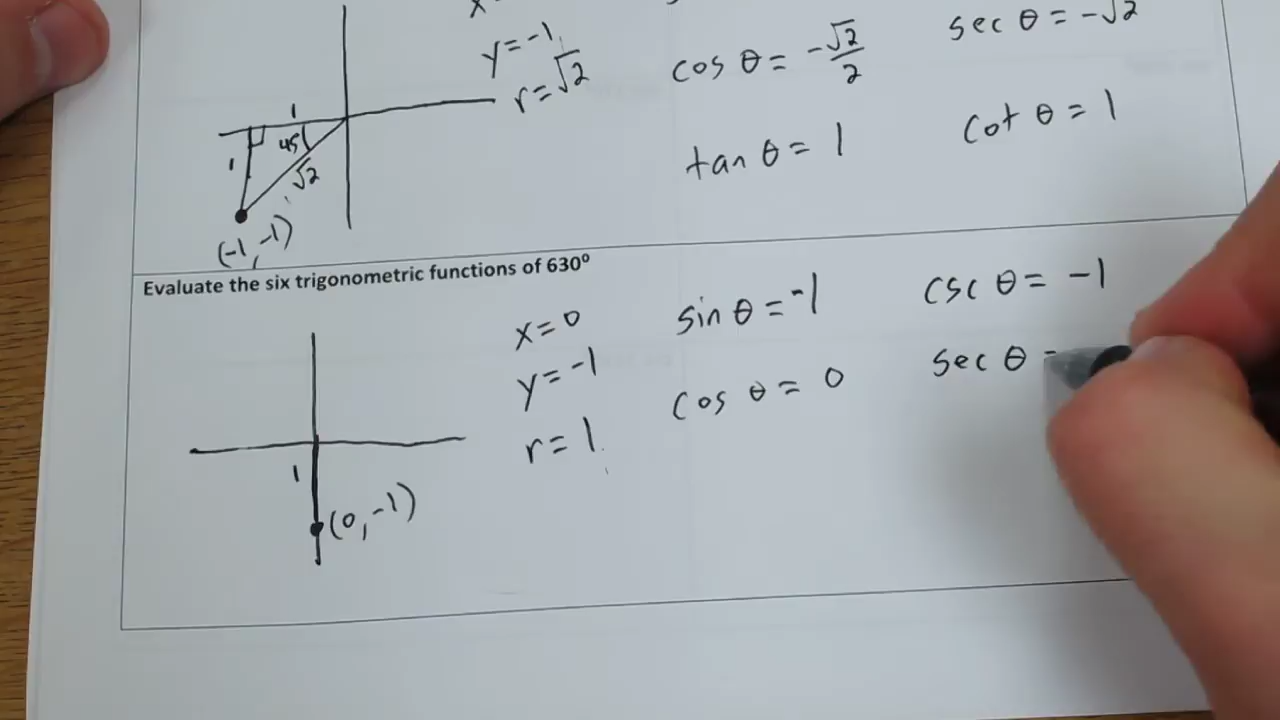 y = -1
r = √2
cos θ = -√2/2
sec θ = -√2
tan θ = 1
cot θ = 1
1
45
1
√2
(-1, -1)
Evaluate the six trigonometric functions of 630⁰
x = 0
y = -1
r = 1
sin θ = -1
csc θ = -1
cos θ = 0
sec θ
1
(0, -1)